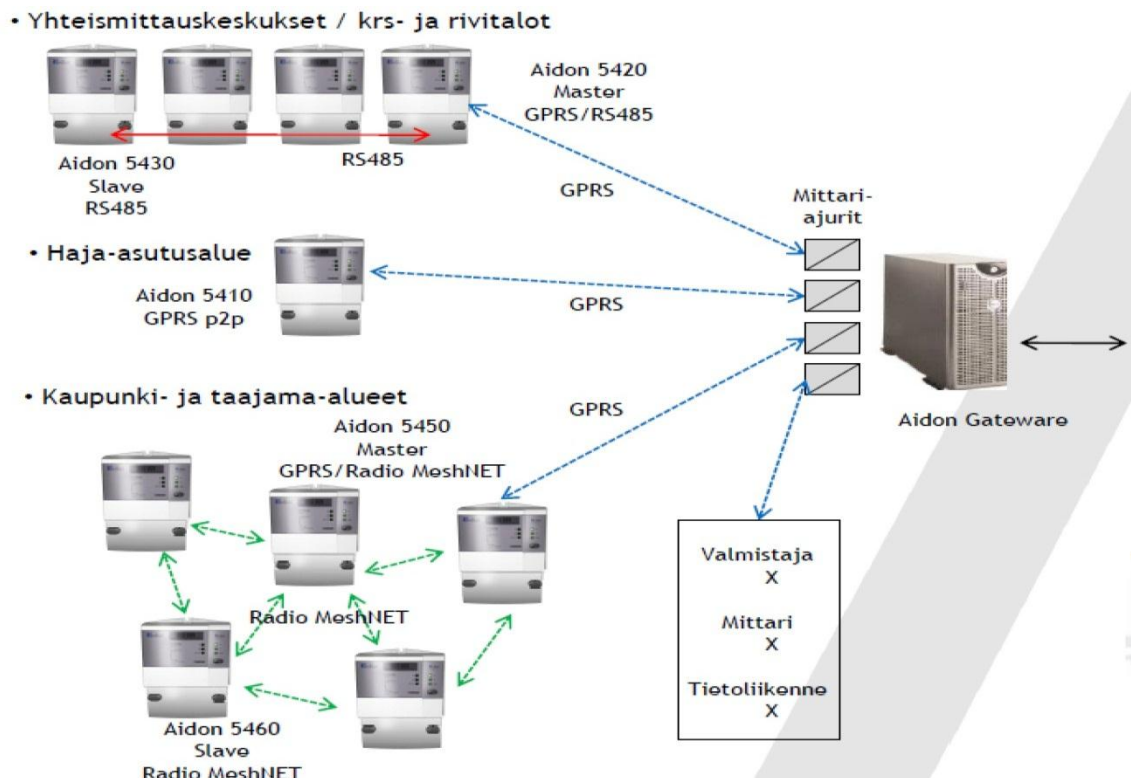 • Yhteismittauskeskukset / krs- ja rivitalot
Aidon 5420
Master
GPRS/RS485
Aidon 5430
Slave
RS485
RS485
GPRS
Mittari-
ajurit
• Haja-asutusalue
Aidon 5410
GPRS p2p
GPRS
Aidon Gateware
• Kaupunki- ja taajama-alueet
GPRS
Aidon 5450
Master
GPRS/Radio MeshNET
Radio MeshNET
Aidon 5460
Slave
Radio MeshNET
Valmistaja
X
Mittari
X
Tietoliikenne
X